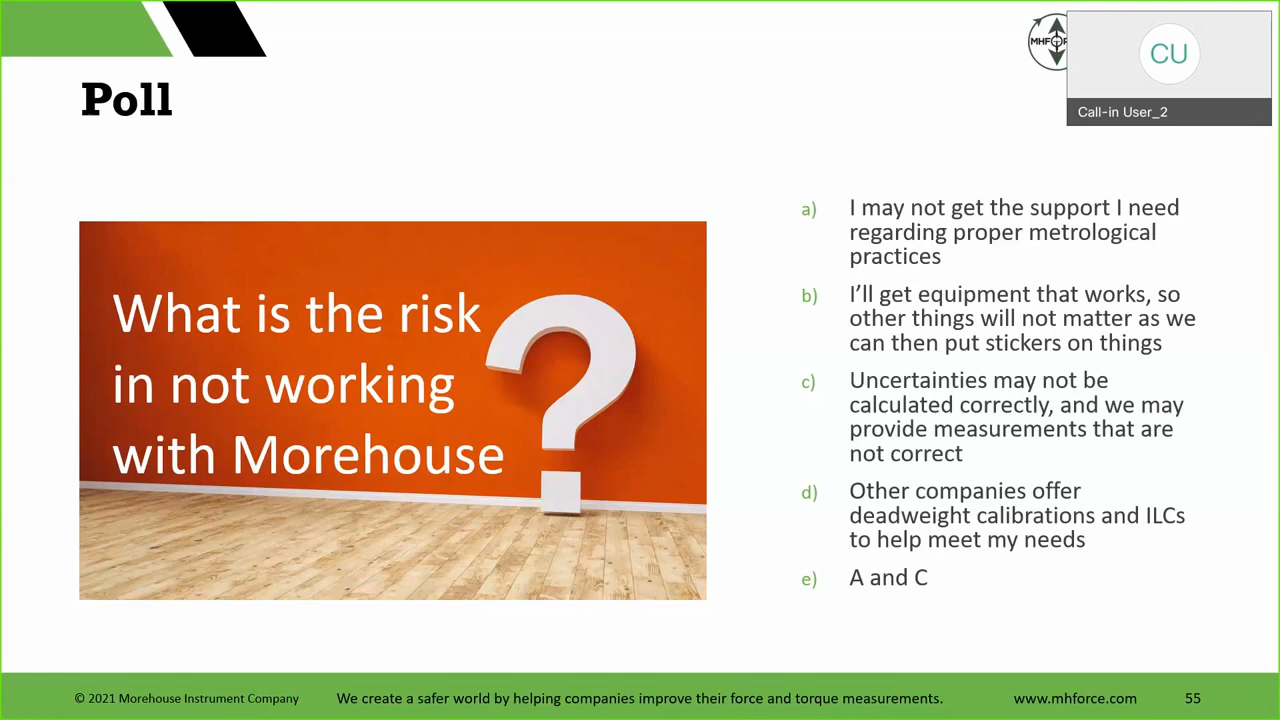 MHF
CU
Call-in User_2
Poll
What is the risk
in not working
with Morehouse
?
a) I may not get the support I need
regarding proper metrological
practices
b) I’ll get equipment that works, so
other things will not matter as we
can then put stickers on things
c) Uncertainties may not be
calculated correctly, and we may
provide measurements that are
not correct
d) Other companies offer
deadweight calibrations and ILCs
to help meet my needs
e) A and C
© 2021 Morehouse Instrument Company We create a safer world by helping companies improve their force and torque measurements. www.mhforce.com 55